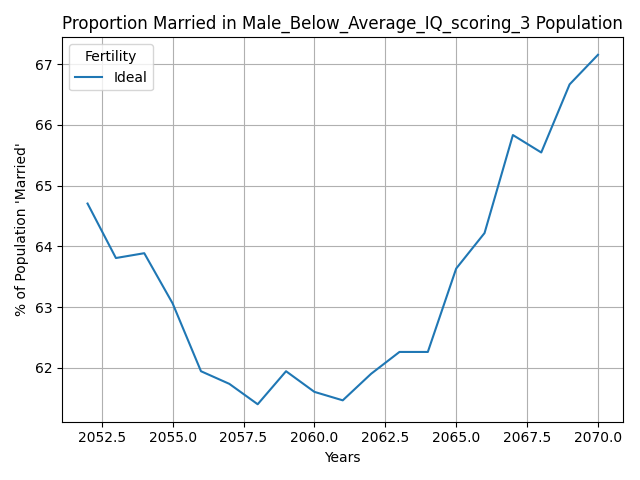 Proportion Married in Male_Below_Average_IQ_scoring_3 Population
Fertility
Ideal
67
66
65
64
63
62
% of Population 'Married'
2052.5 2055.0 2057.5 2060.0 2062.5 2065.0 2067.5 2070.0
Years